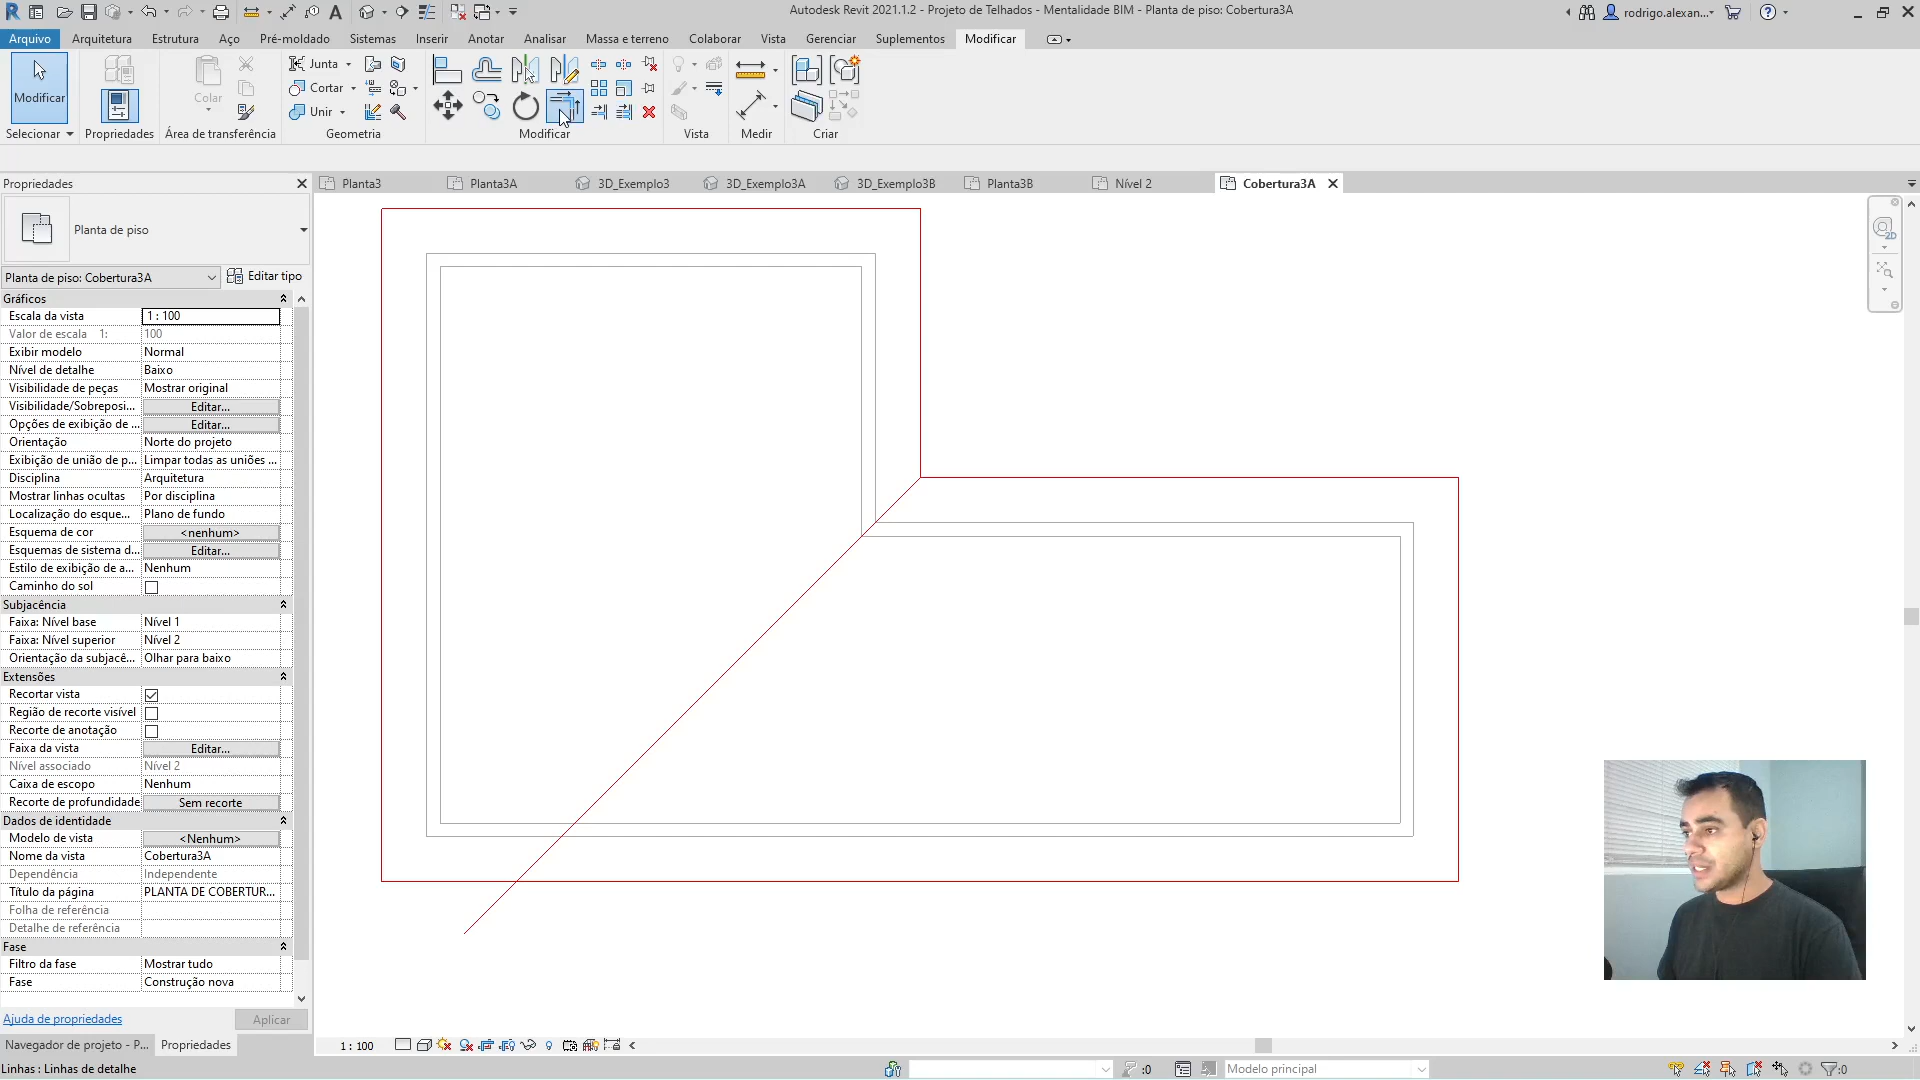 Autodesk Revit 2021.1.2 - Projeto de Telhados - Mentalidade BIM - Planta de piso: Cobertura3A
rodrigo.alexan...
Arquivo Arquitetura Estrutura Aço Pré-moldado Sistemas Inserir Anotar Analisar Massa e terreno Colaborar Vista Gerenciar Suplementos Modificar
Modificar
Colar
Junta
Cortar
Unir
Selecionar Propriedades Área de transferência Geometria Modificar Vista Medir Criar
Propriedades
Planta3 Planta3A 3D_Exemplo3 3D_Exemplo3A 3D_Exemplo3B Planta3B Nível 2 Cobertura3A
Planta de piso
Planta de piso: Cobertura3A Editar tipo
Gráficos
Escala da vista 1 : 100
Valor de escala 1: 100
Exibir modelo Normal
Nível de detalhe Baixo
Visibilidade de peças Mostrar original
Visibilidade/Sobreposi... Editar...
Opções de exibição de ... Editar...
Orientação Norte do projeto
Exibição de união de p... Limpar todas as uniões ...
Disciplina Arquitetura
Mostrar linhas ocultas Por disciplina
Localização do esque... Plano de fundo
Esquema de cor <nenhum>
Esquemas de sistema d... Editar...
Estilo de exibição de a... Nenhum
Caminho do sol
Subjacência
Faixa: Nível base Nível 1
Faixa: Nível superior Nível 2
Orientação da subjacê... Olhar para baixo
Extensões
Recortar vista
Região de recorte visível
Recorte de anotação
Faixa da vista Editar...
Nível associado Nível 2
Caixa de escopo Nenhum
Recorte de profundidade Sem recorte
Dados de identidade
Modelo de vista <Nenhum>
Nome da vista Cobertura3A
Dependência Independente
Título da página PLANTA DE COBERTUR...
Folha de referência
Detalhe de referência
Fase
Filtro da fase Mostrar tudo
Fase Construção nova
Ajuda de propriedades Aplicar
Navegador de projeto - P... Propriedades
1 : 100
Linhas : Linhas de detalhe
:0
Modelo principal
:0